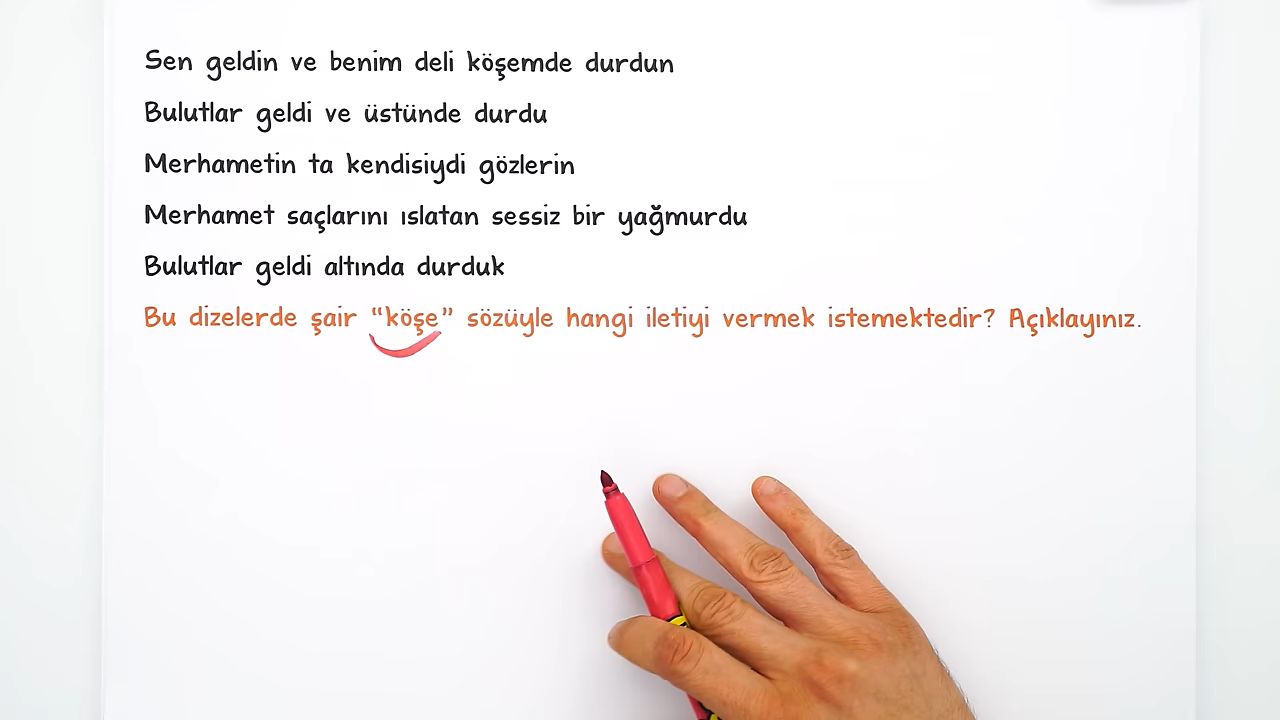 Sen geldin ve benim deli köşemde durdun
Bulutlar geldi ve üstünde durdu
Merhametin ta kendisiydi gözlerin
Merhamet saçlarını ıslatan sessiz bir yağmurdu
Bulutlar geldi altında durduk
Bu dizelerde şair “köşe” sözüyle hangi iletiyi vermek istemektedir? Açıklayınız.